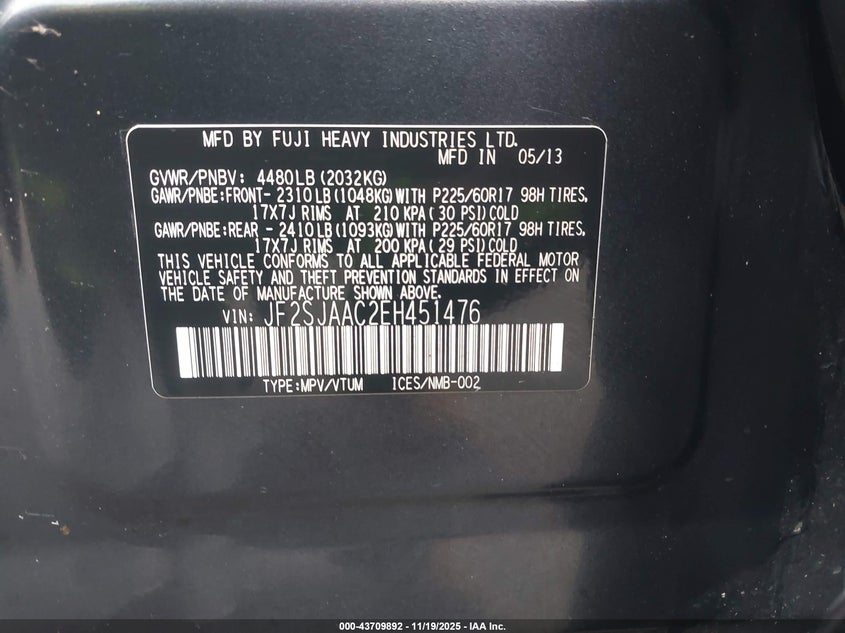 MFD BY FUJI HEAVY INDUSTRIES LTD.
MFD IN 05/13
GVWR/PNBV: 4480LB (2032KG)
GAWR/PNBE:FRONT- 2310LB (1048KG) WITH P225/60R17 98H TIRES,
17X7J RIMS AT 210 KPA( 30 PSI) COLD
GAWR/PNBE:REAR - 2410LB (1093KG) WITH P225/60R17 98H TIRES,
17X7J RIMS AT 200 KPA( 29 PSI) COLD
THIS VEHICLE CONFORMS TO ALL APPLICABLE FEDERAL MOTOR
VEHICLE SAFETY AND THEFT PREVENTION STANDARDS IN EFFECT ON
THE DATE OF MANUFACTURE SHOWN ABOVE.
VIN: JF2SJAAC2EH451476
TYPE:MPV/VTUM ICES/NMB-002
000-43709892 - 11/19/2025 - IAA Inc.